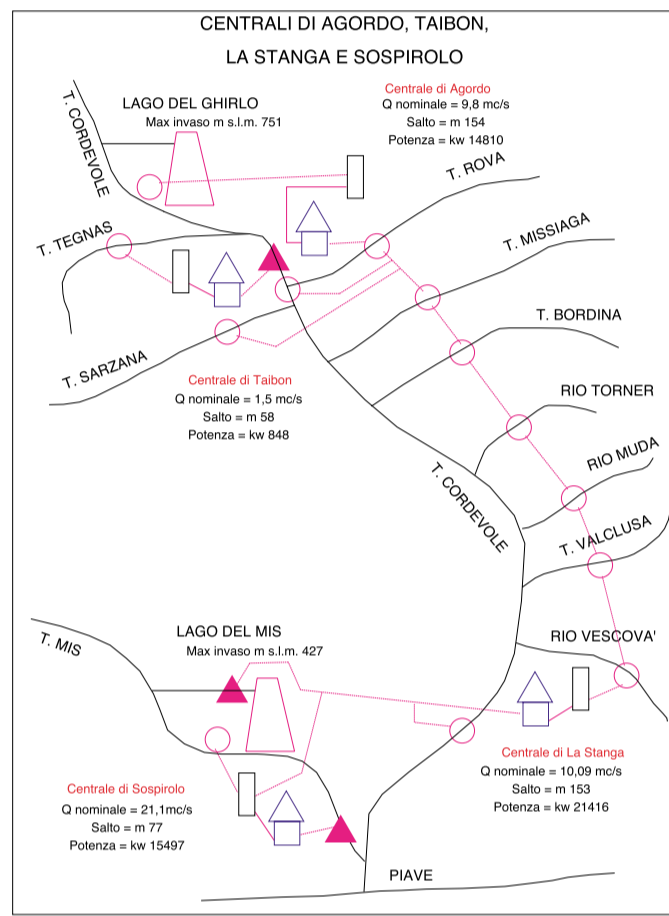 CENTRALI DI AGORDO, TAIBON,
LA STANGA E SOSPIROLO
T. CORDEVOLE
LAGO DEL GHIRLO
Max invaso m s.l.m. 751
Centrale di Agordo
Q nominale = 9,8 mc/s
Salto = m 154
Potenza = kw 14810
T. ROVA
T. TEGNAS
T. MISSIAGA
T. BORDINA
T. SARZANA
Centrale di Taibon
Q nominale = 1,5 mc/s
Salto = m 58
Potenza = kw 848
RIO TORNER
RIO MUDA
T. CORDEVOLE
T. VALCLUSA
T. MIS
LAGO DEL MIS
Max invaso m s.l.m. 427
RIO VESCOVA'
Centrale di La Stanga
Q nominale = 10,09 mc/s
Salto = m 153
Potenza = kw 21416
Centrale di Sospirolo
Q nominale = 21,1mc/s
Salto = m 77
Potenza = kw 15497
PIAVE